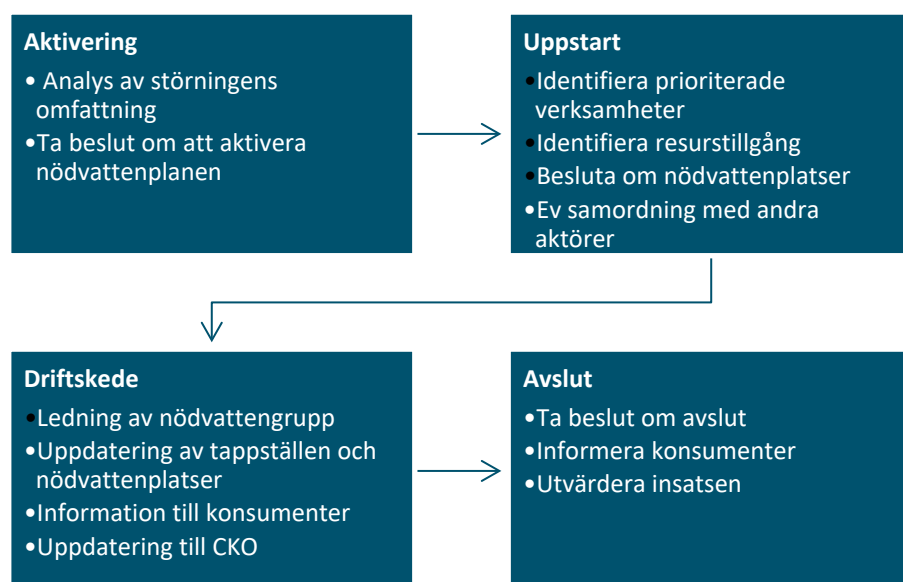 Aktivering
• Analys av störningens
omfattning
•Ta beslut om att aktivera
nödvattenplanen
Uppstart
•Identifiera prioriterade
verksamheter
•Identifiera resurstillgång
•Besluta om nödvattenplatser
•Ev samordning med andra
aktörer
Driftskede
•Ledning av nödvattengrupp
•Uppdatering av tappställen och
nödvattenplatser
•Information till konsumenter
•Uppdatering till CKO
Avslut
•Ta beslut om avslut
•Informera konsumenter
•Utvärdera insatsen